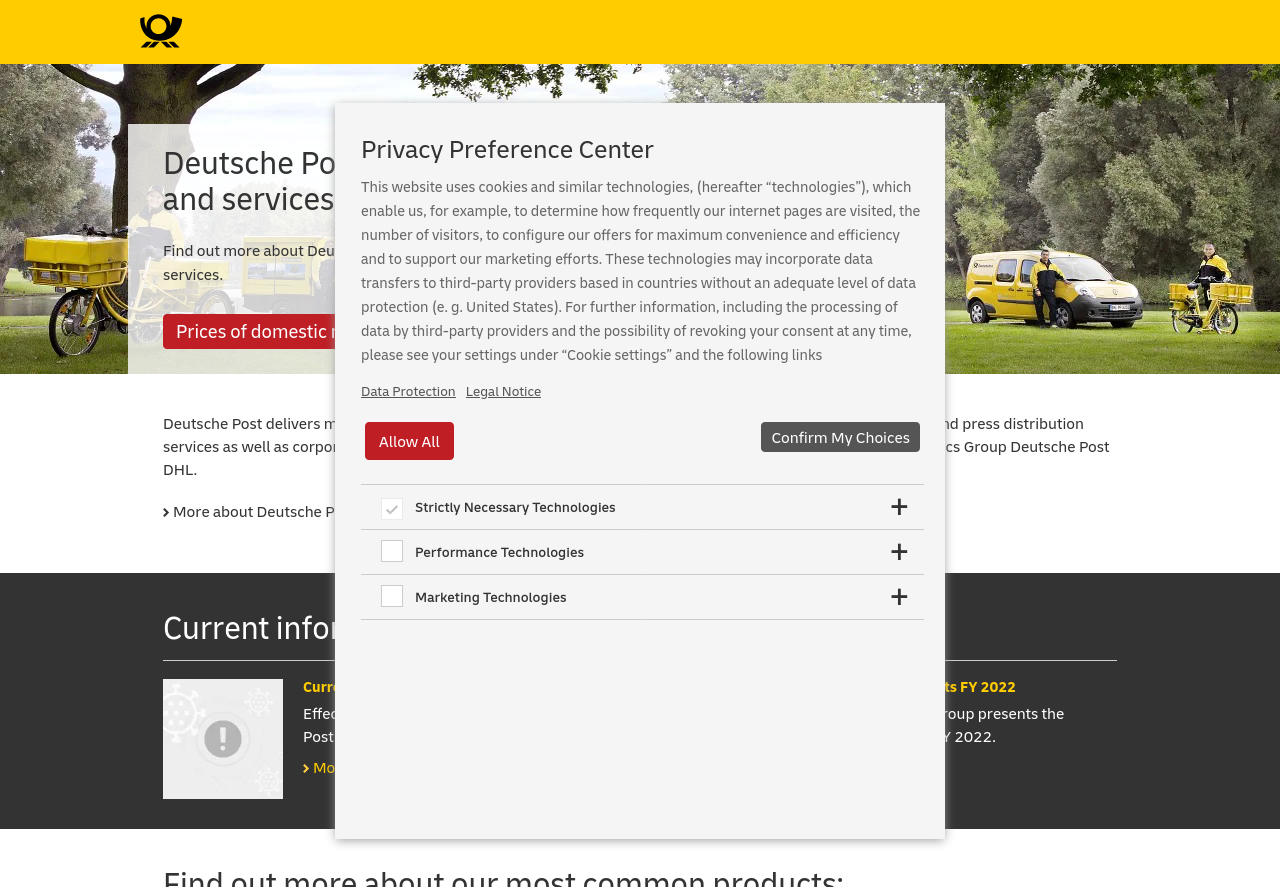 Deutsche Po
and services
Find out more about Deu
services.
Prices of domestic
Privacy Preference Center
This website uses cookies and similar technologies, (hereafter “technologies”), which
enable us, for example, to determine how frequently our internet pages are visited, the
number of visitors, to configure our offers for maximum convenience and efficiency
and to support our marketing efforts. These technologies may incorporate data
transfers to third-party providers based in countries without an adequate level of data
protection (e. g. United States). For further information, including the processing of
data by third-party providers and the possibility of revoking your consent at any time,
please see your settings under “Cookie settings” and the following links
Data Protection Legal Notice
Allow All
Confirm My Choices
Strictly Necessary Technologies
Performance Technologies
Marketing Technologies
Deutsche Post delivers m
nd press distribution
services as well as corpor
cs Group Deutsche Post
DHL.
More about Deutsche P
Current infor
Curre
Effec
Post
Mo
ts FY 2022
roup presents the
Y 2022.
Find out more about our most common products: